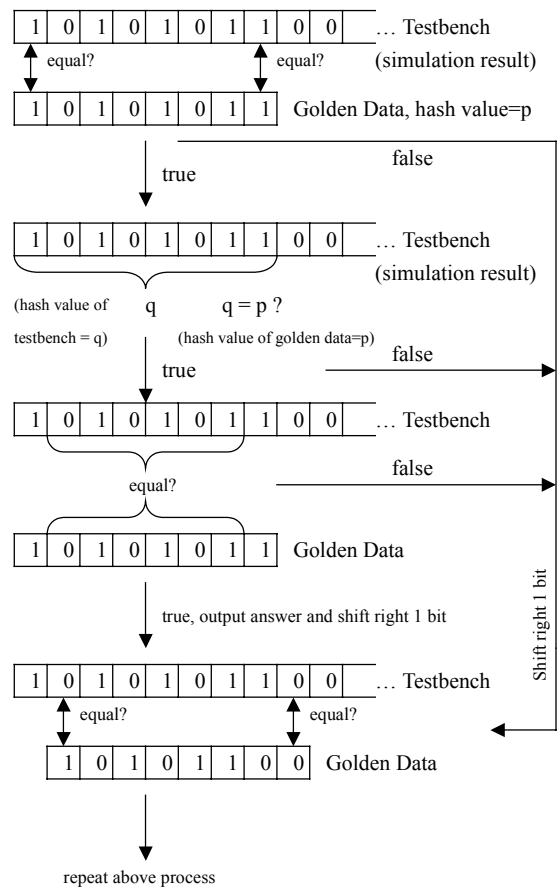 1 0 1 0 1 0 1 1 0 0 … Testbench
(simulation result)
equal? equal?
1 0 1 0 1 0 1 1 Golden Data, hash value=p
true false
1 0 1 0 1 0 1 1 0 0 … Testbench
(simulation result)
(hash value of q q = p ?
testbench = q) (hash value of golden data=p)
true false
1 0 1 0 1 0 1 1 0 0 … Testbench
equal? false
1 0 1 0 1 0 1 1 Golden Data
true, output answer and shift right 1 bit
Shift right 1 bit
1 0 1 0 1 0 1 1 0 0 … Testbench
equal? equal?
1 0 1 0 1 1 0 0 Golden Data
repeat above process